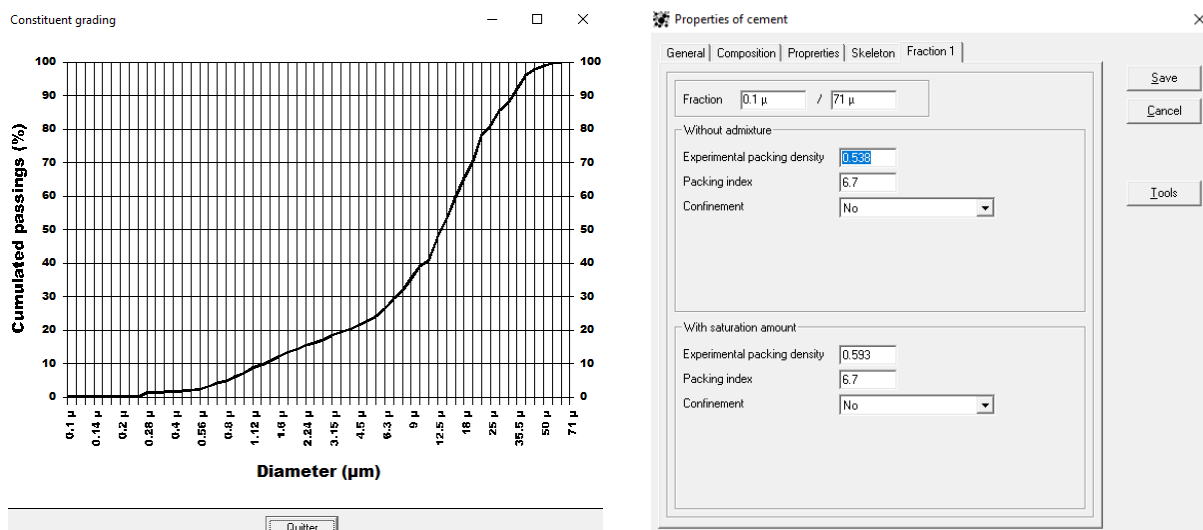 Constituent grading
100
90
80
70
60
50
40
30
20
10
0
100
90
80
70
60
50
40
30
20
10
0
Cumulated passings (%)
0.1 µ
0.14 µ
0.2 µ
0.28 µ
0.4 µ
0.56 µ
0.8 µ
1.12 µ
1.6 µ
2.24 µ
3.15 µ
4.5 µ
6.3 µ
9 µ
12.5 µ
18 µ
25 µ
35.5 µ
50 µ
71 µ
Diameter (µm)
Quitter
Properties of cement
General Composition Proprerties Skeleton Fraction 1
Fraction 0.1 µ / 71 µ
Without admixture
Experimental packing density 0.538
Packing index 6.7
Confinement No
With saturation amount
Experimental packing density 0.593
Packing index 6.7
Confinement No
Save
Cancel
Tools